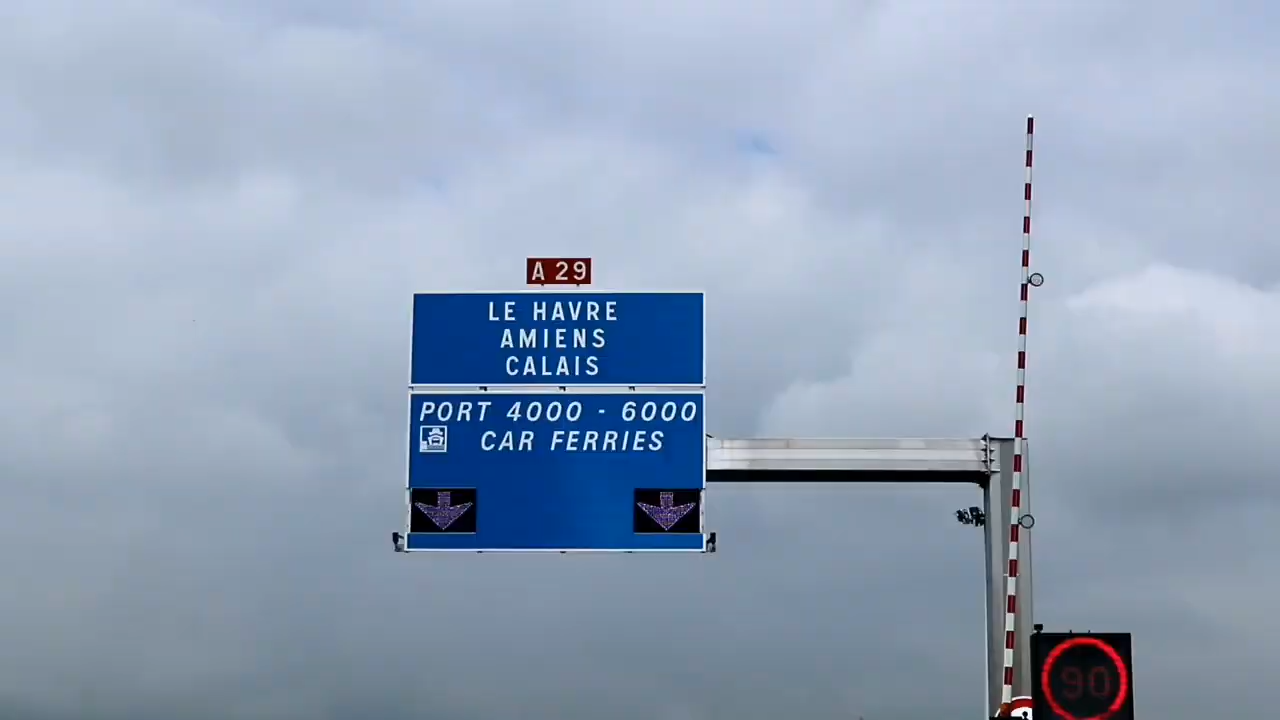 A 29
LE HAVRE
AMIENS
CALAIS
PORT 4000 - 6000
CAR FERRIES
90